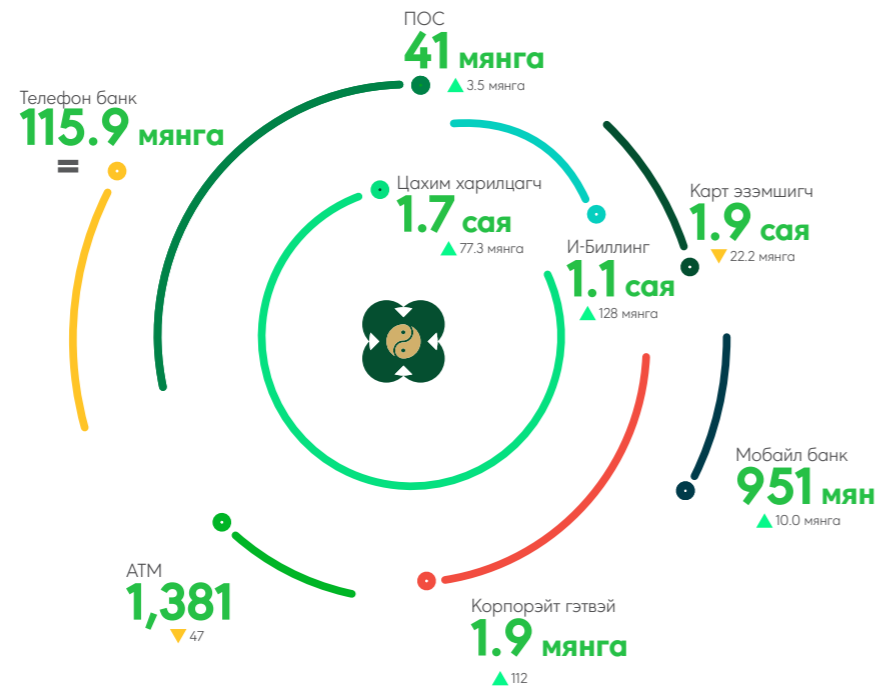 ПОС
41 мянга
3.5 мянга
Телефон банк
115.9 мянга
=
Цахим харилцагч
1.7 сая
77.3 мянга
Карт эзэмшигч
1.9 сая
22.2 мянга
И-Биллинг
1.1 сая
128 мянга
Мобайл банк
951 мян
10.0 мянга
АТМ
1,381
47
Корпорэйт гэтвэй
1.9 мянга
112